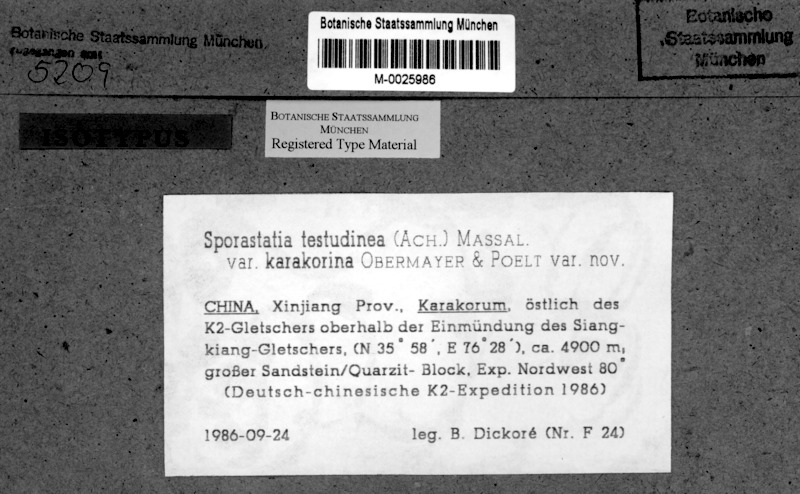 Botanische Staatssammlung München
5209
Botanische Staatssammlung München
M-0025986
Botanische
Staatssammlung
München
ISOTYPUS
BOTANISCHE STAATSSAMMLUNG
MÜNCHEN
Registered Type Material
Sporastatia testudinea (ACH.) MASSAL.
var. karakorina OBERMAYER & POELT var. nov.
CHINA, Xinjiang Prov., Karakorum, östlich des
K2-Gletschers oberhalb der Einmündung des Siang-
kiang-Gletschers, (N 35° 58´, E 76° 28´), ca. 4900 m,
großer Sandstein/Quarzit- Block, Exp. Nordwest 80°
(Deutsch-chinesische K2-Expedition 1986)
1986-09-24 leg. B. Dickoré (Nr. F 24)